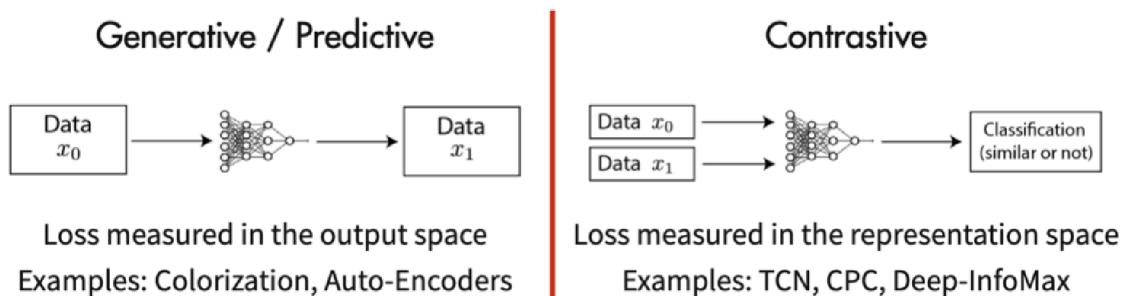 Generative / Predictive
Data
x₀
Data
x₁
Loss measured in the output space
Examples: Colorization, Auto-Encoders
Contrastive
Data x₀
Data x₁
Classification
(similar or not)
Loss measured in the representation space
Examples: TCN, CPC, Deep-InfoMax